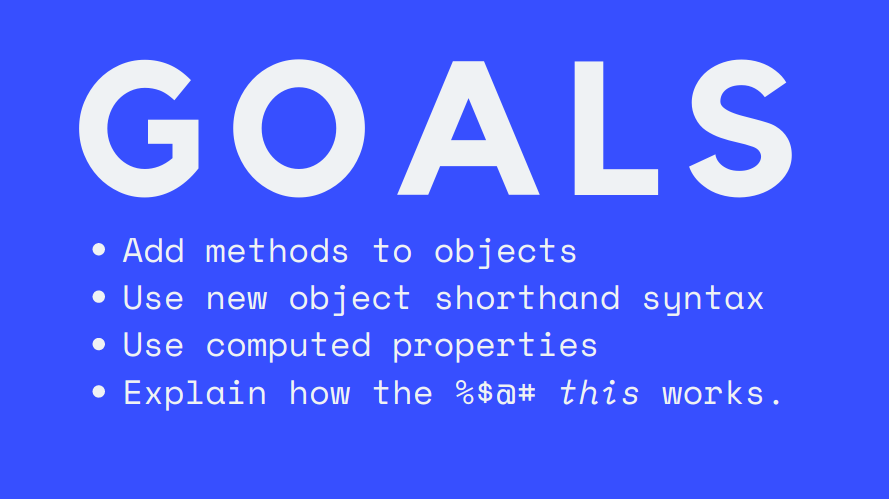 GOALS
• Add methods to objects
• Use new object shorthand syntax
• Use computed properties
• Explain how the %$@# this works.